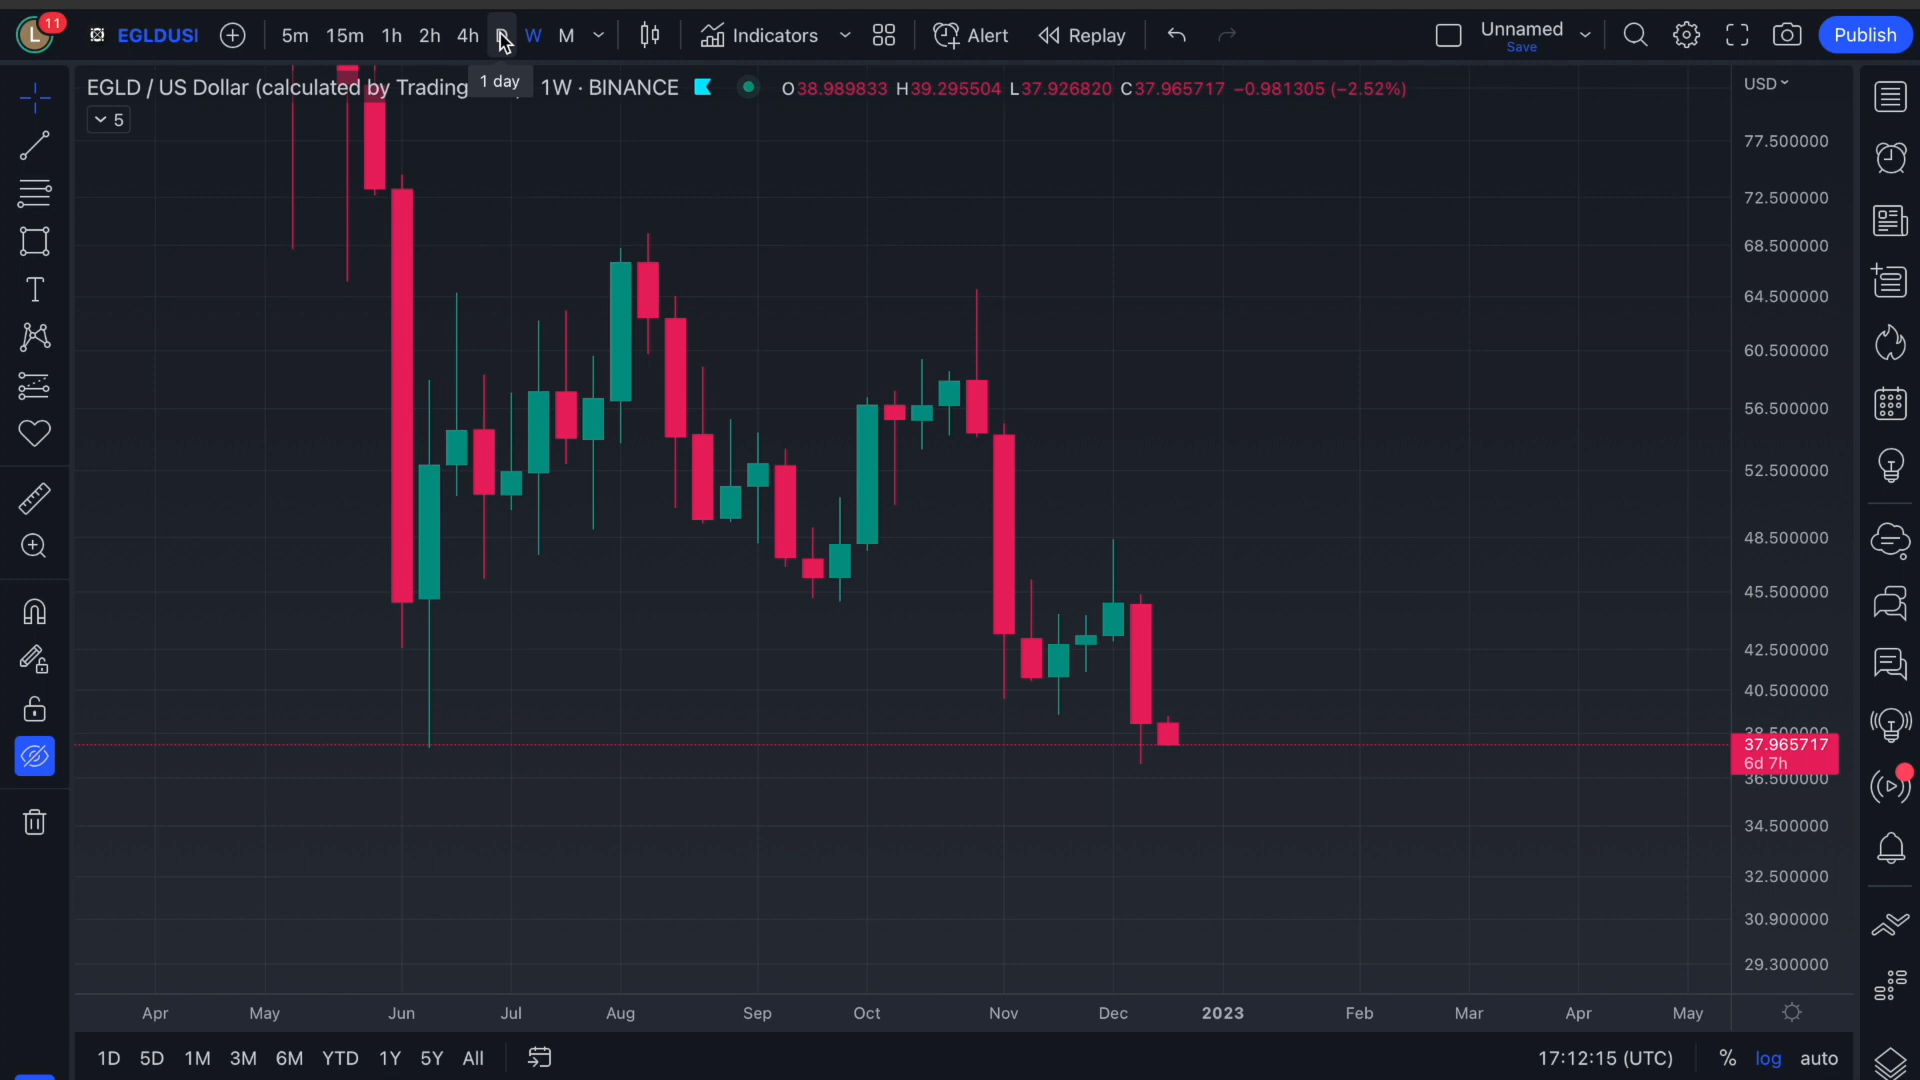 L 11 EGLDUSI 5m 15m 1h 2h 4h D W M Indicators Alert Replay Unnamed Save Publish
1 day
EGLD / US Dollar (calculated by Trading 1W · BINANCE O38.989833 H39.295504 L37.926820 C37.965717 −0.981305 (−2.52%)
USD
5
77.500000
72.500000
68.500000
64.500000
60.500000
56.500000
52.500000
48.500000
45.500000
42.500000
40.500000
38.500000
37.965717
6d 7h
36.500000
34.500000
32.500000
30.900000
29.300000
Apr May Jun Jul Aug Sep Oct Nov Dec 2023 Feb Mar Apr May
1D 5D 1M 3M 6M YTD 1Y 5Y All 17:12:15 (UTC) % log auto